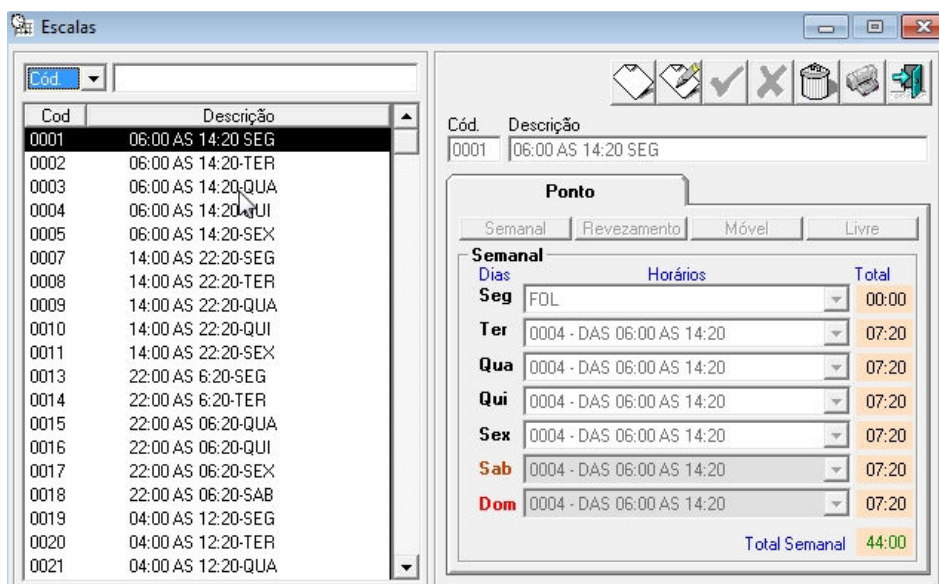 Escalas
Cód.
Cod Descrição
0001 06:00 AS 14:20 SEG
0002 06:00 AS 14:20-TER
0003 06:00 AS 14:20-QUA
0004 06:00 AS 14:20-QUI
0005 06:00 AS 14:20-SEX
0007 14:00 AS 22:20-SEG
0008 14:00 AS 22:20-TER
0009 14:00 AS 22:20-QUA
0010 14:00 AS 22:20-QUI
0011 14:00 AS 22:20-SEX
0013 22:00 AS 6:20-SEG
0014 22:00 AS 6:20-TER
0015 22:00 AS 06:20-QUA
0016 22:00 AS 06:20-QUI
0017 22:00 AS 06:20-SEX
0018 22:00 AS 06:20-SAB
0019 04:00 AS 12:20-SEG
0020 04:00 AS 12:20-TER
0021 04:00 AS 12:20-QUA
Cód. Descrição
0001 06:00 AS 14:20 SEG
Ponto
Semanal Revezamento Móvel Livre
Semanal
Dias Horários Total
Seg FOL 00:00
Ter 0004 - DAS 06:00 AS 14:20 07:20
Qua 0004 - DAS 06:00 AS 14:20 07:20
Qui 0004 - DAS 06:00 AS 14:20 07:20
Sex 0004 - DAS 06:00 AS 14:20 07:20
Sab 0004 - DAS 06:00 AS 14:20 07:20
Dom 0004 - DAS 06:00 AS 14:20 07:20
Total Semanal 44:00